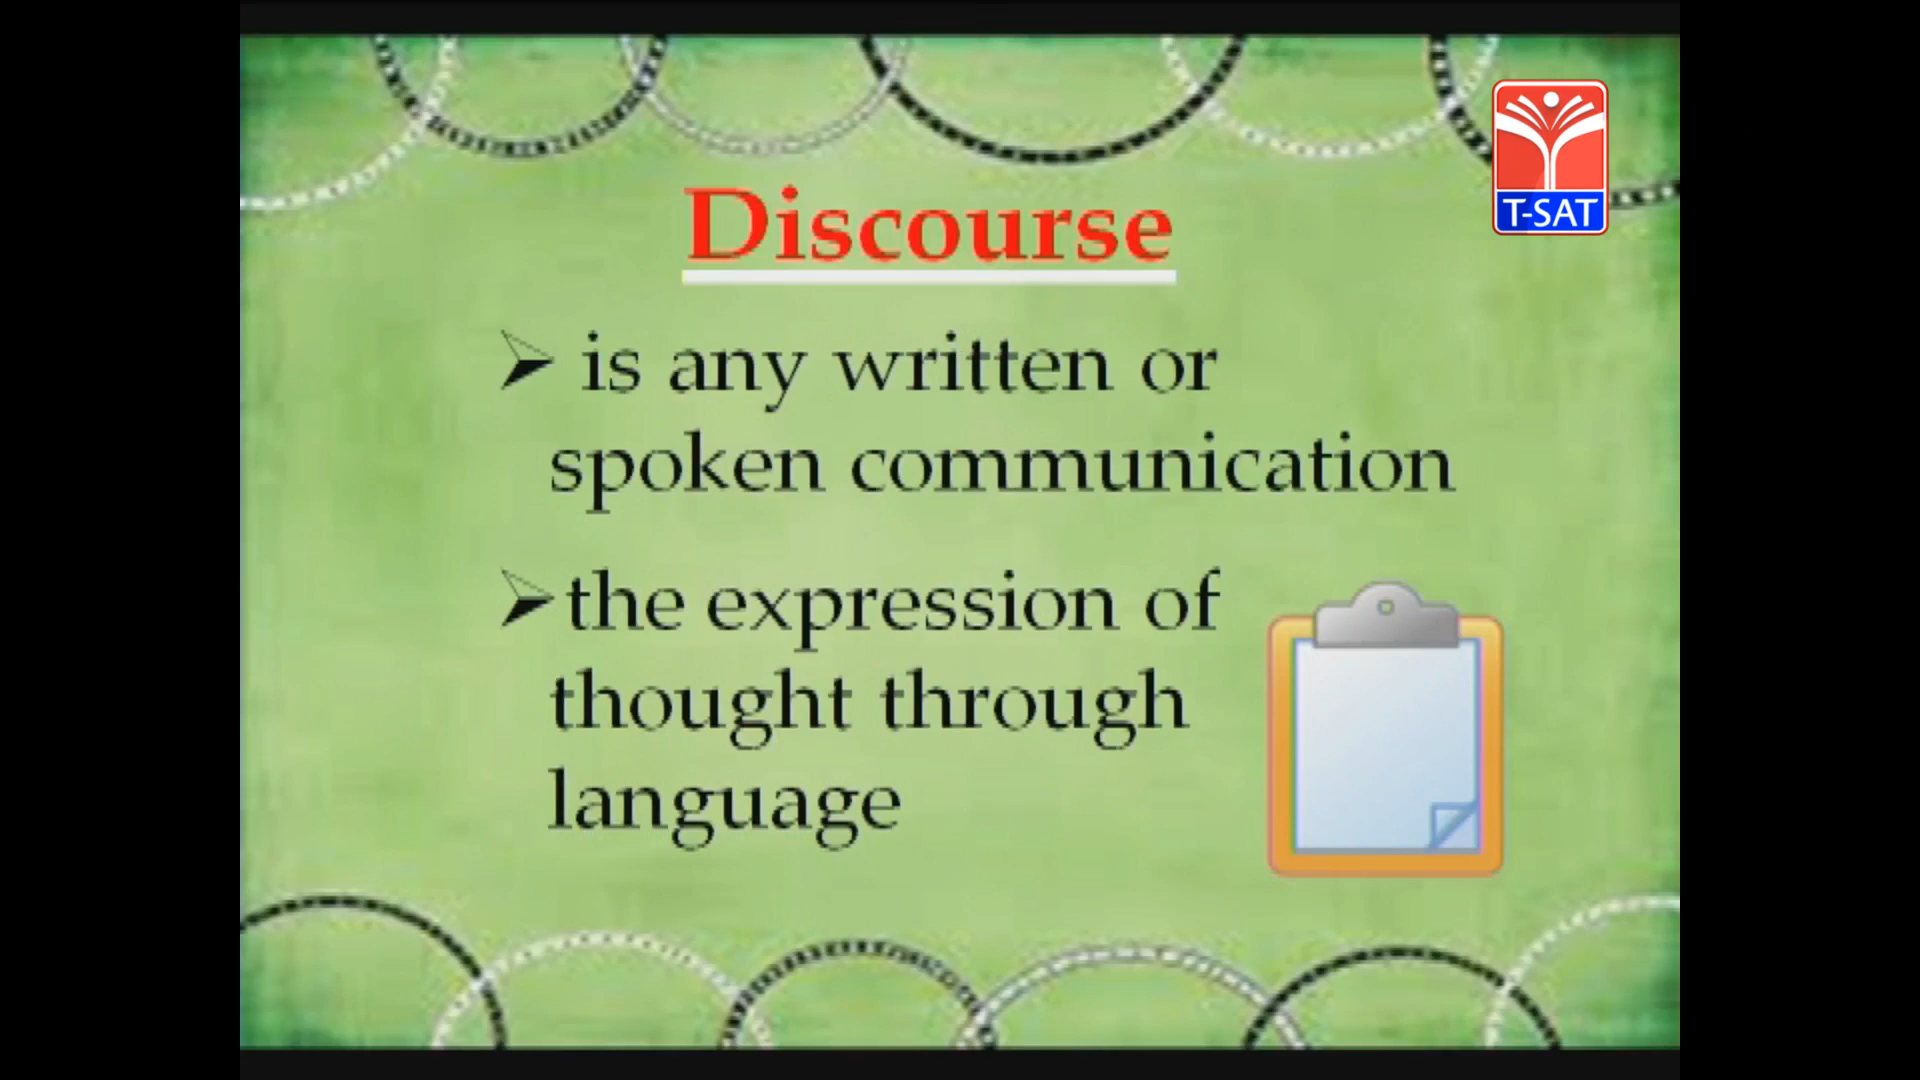 T-SAT
Discourse
is any written or
spoken communication
the expression of
thought through
language